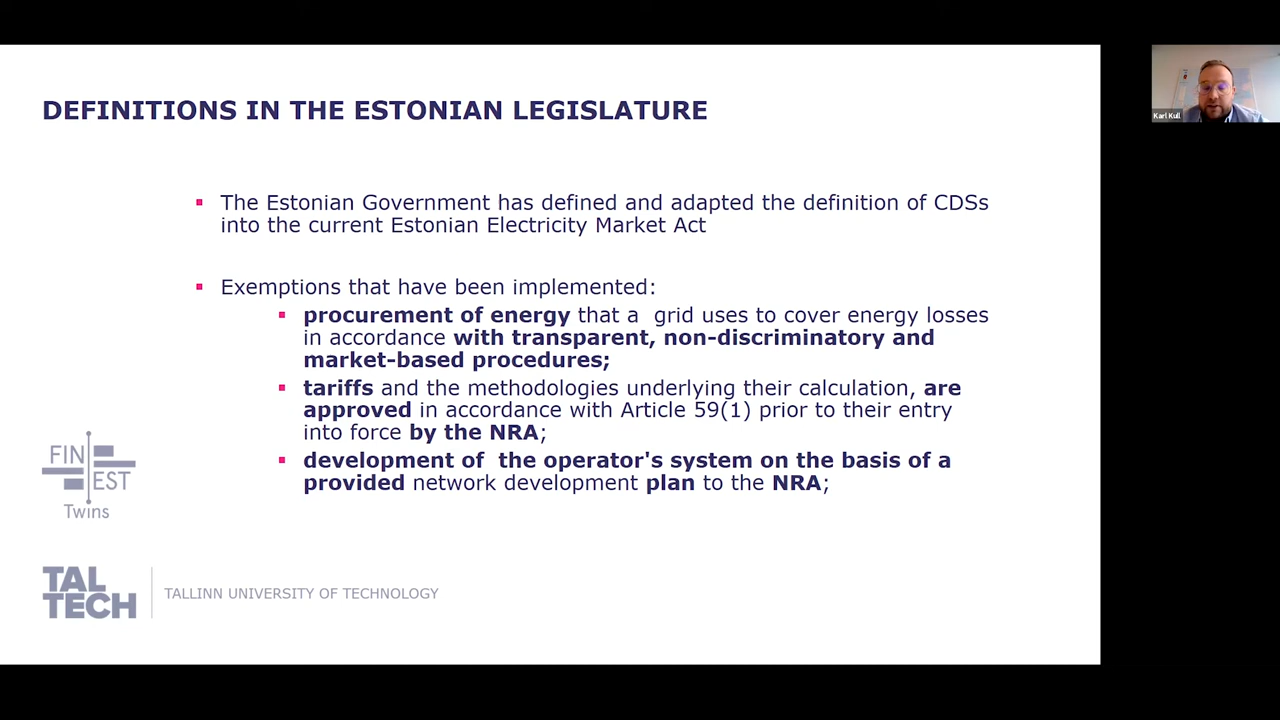 DEFINITIONS IN THE ESTONIAN LEGISLATURE
The Estonian Government has defined and adapted the definition of CDSs
into the current Estonian Electricity Market Act
Exemptions that have been implemented:
procurement of energy that a grid uses to cover energy losses
in accordance with transparent, non-discriminatory and
market-based procedures;
tariffs and the methodologies underlying their calculation, are
approved in accordance with Article 59(1) prior to their entry
into force by the NRA;
development of the operator's system on the basis of a
provided network development plan to the NRA;
FIN
EST
Twins
TAL
TECH
TALLINN UNIVERSITY OF TECHNOLOGY
Karl Kull